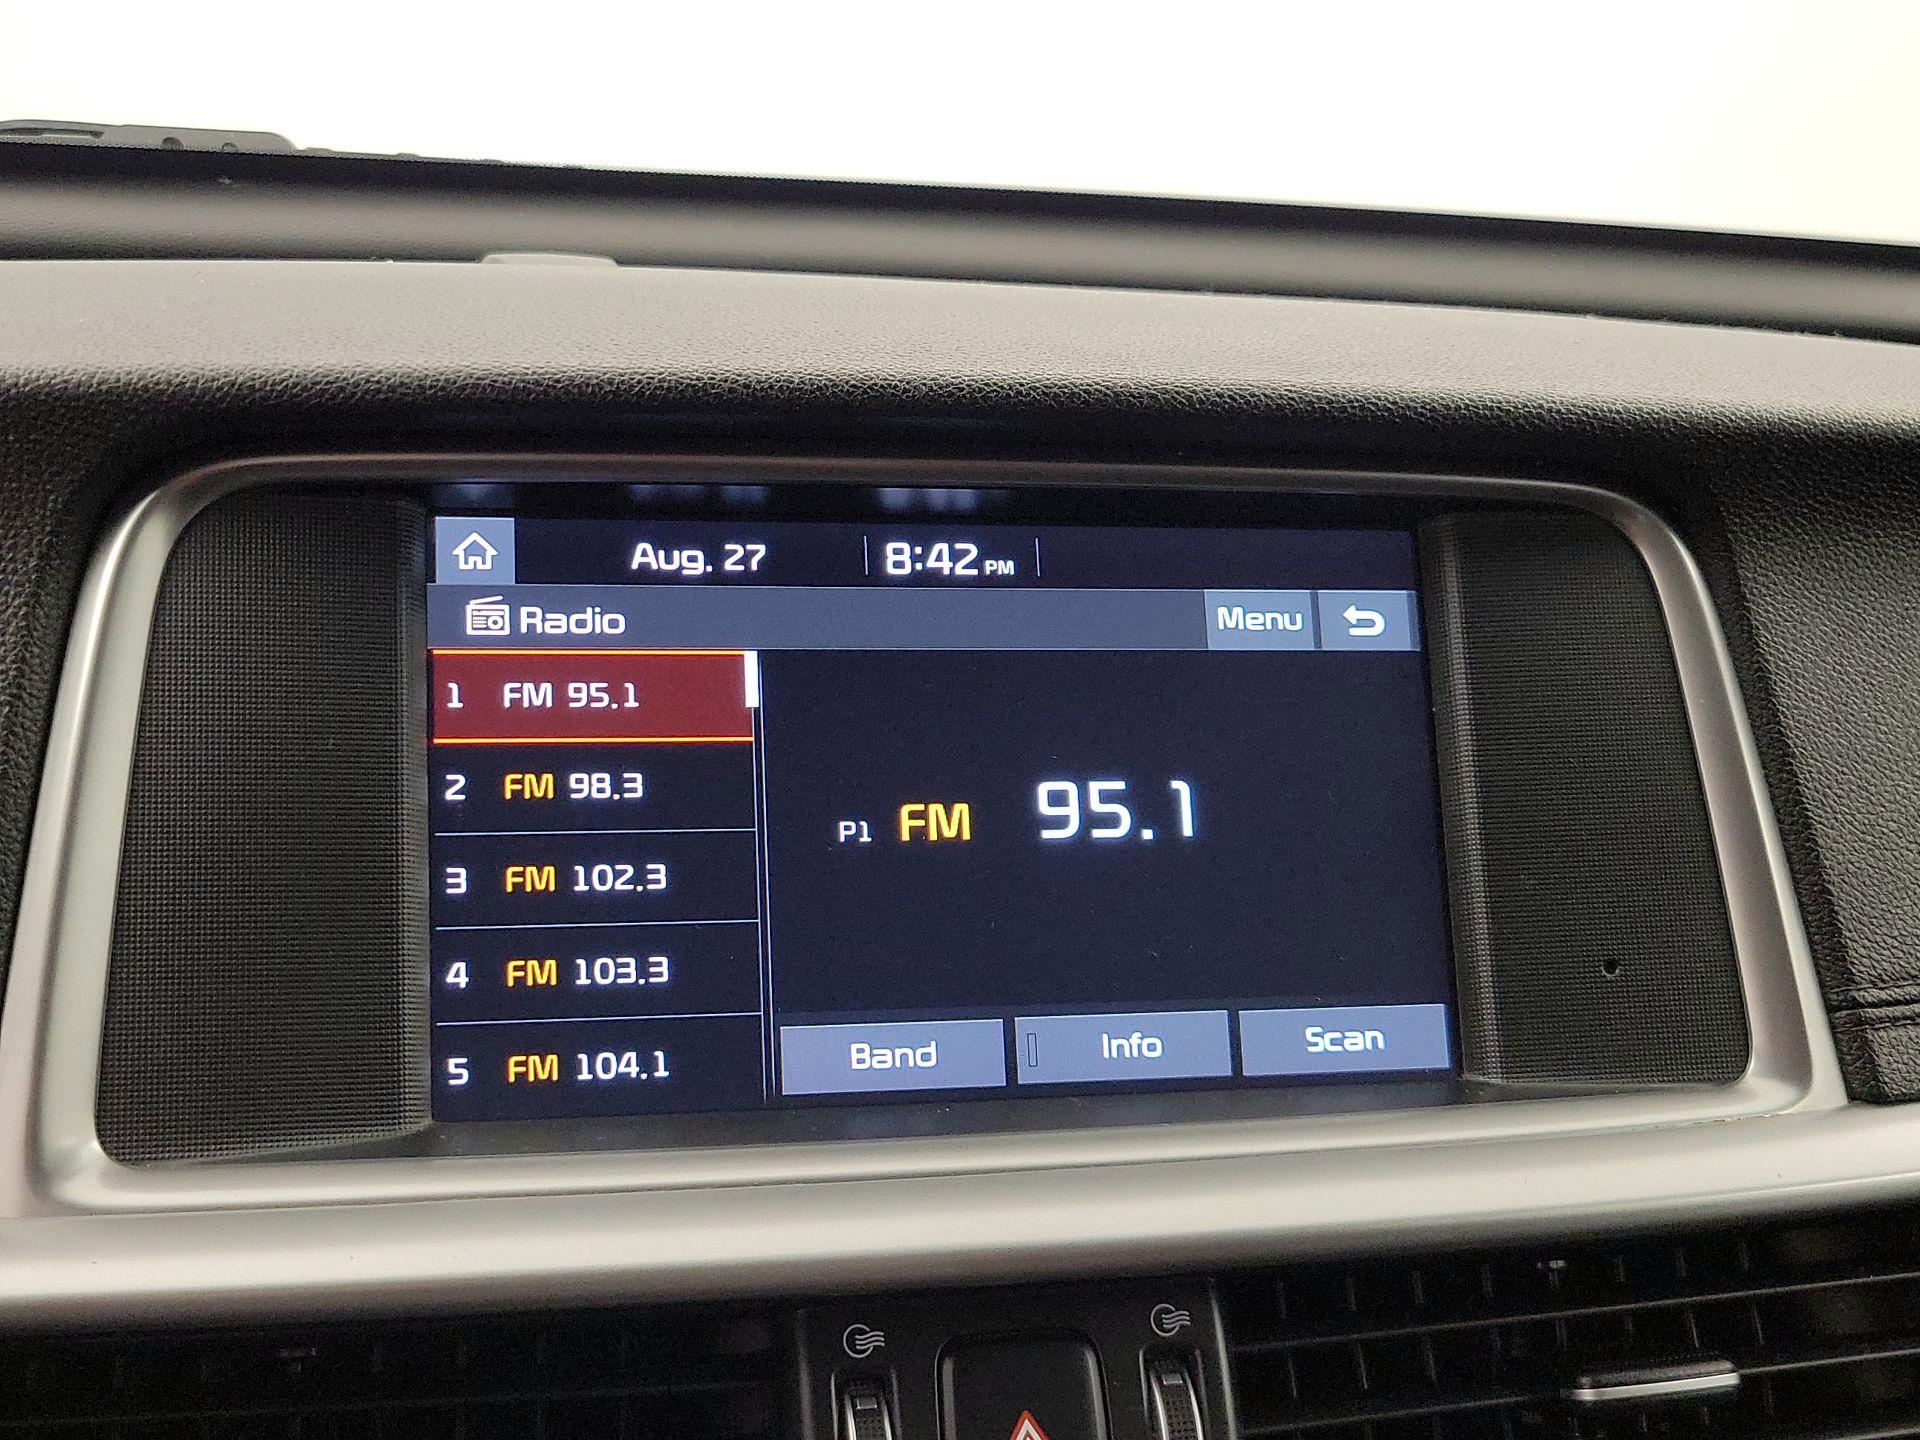 Aug. 27 8:42 PM
Radio Menu
1 FM 95.1
2 FM 98.3
3 FM 102.3
4 FM 103.3
5 FM 104.1
P1 FM 95.1
Band Info Scan